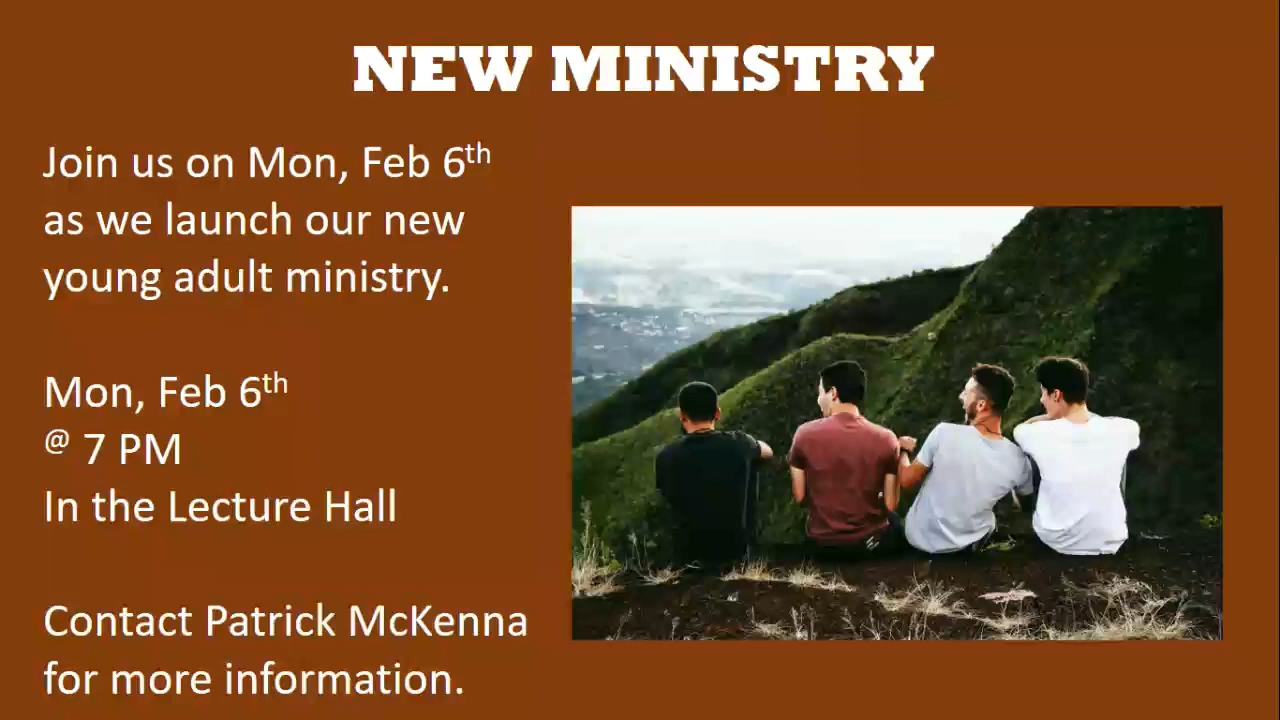 NEW MINISTRY
Join us on Mon, Feb 6th
as we launch our new
young adult ministry.
Mon, Feb 6th
@ 7 PM
In the Lecture Hall
Contact Patrick McKenna
for more information.